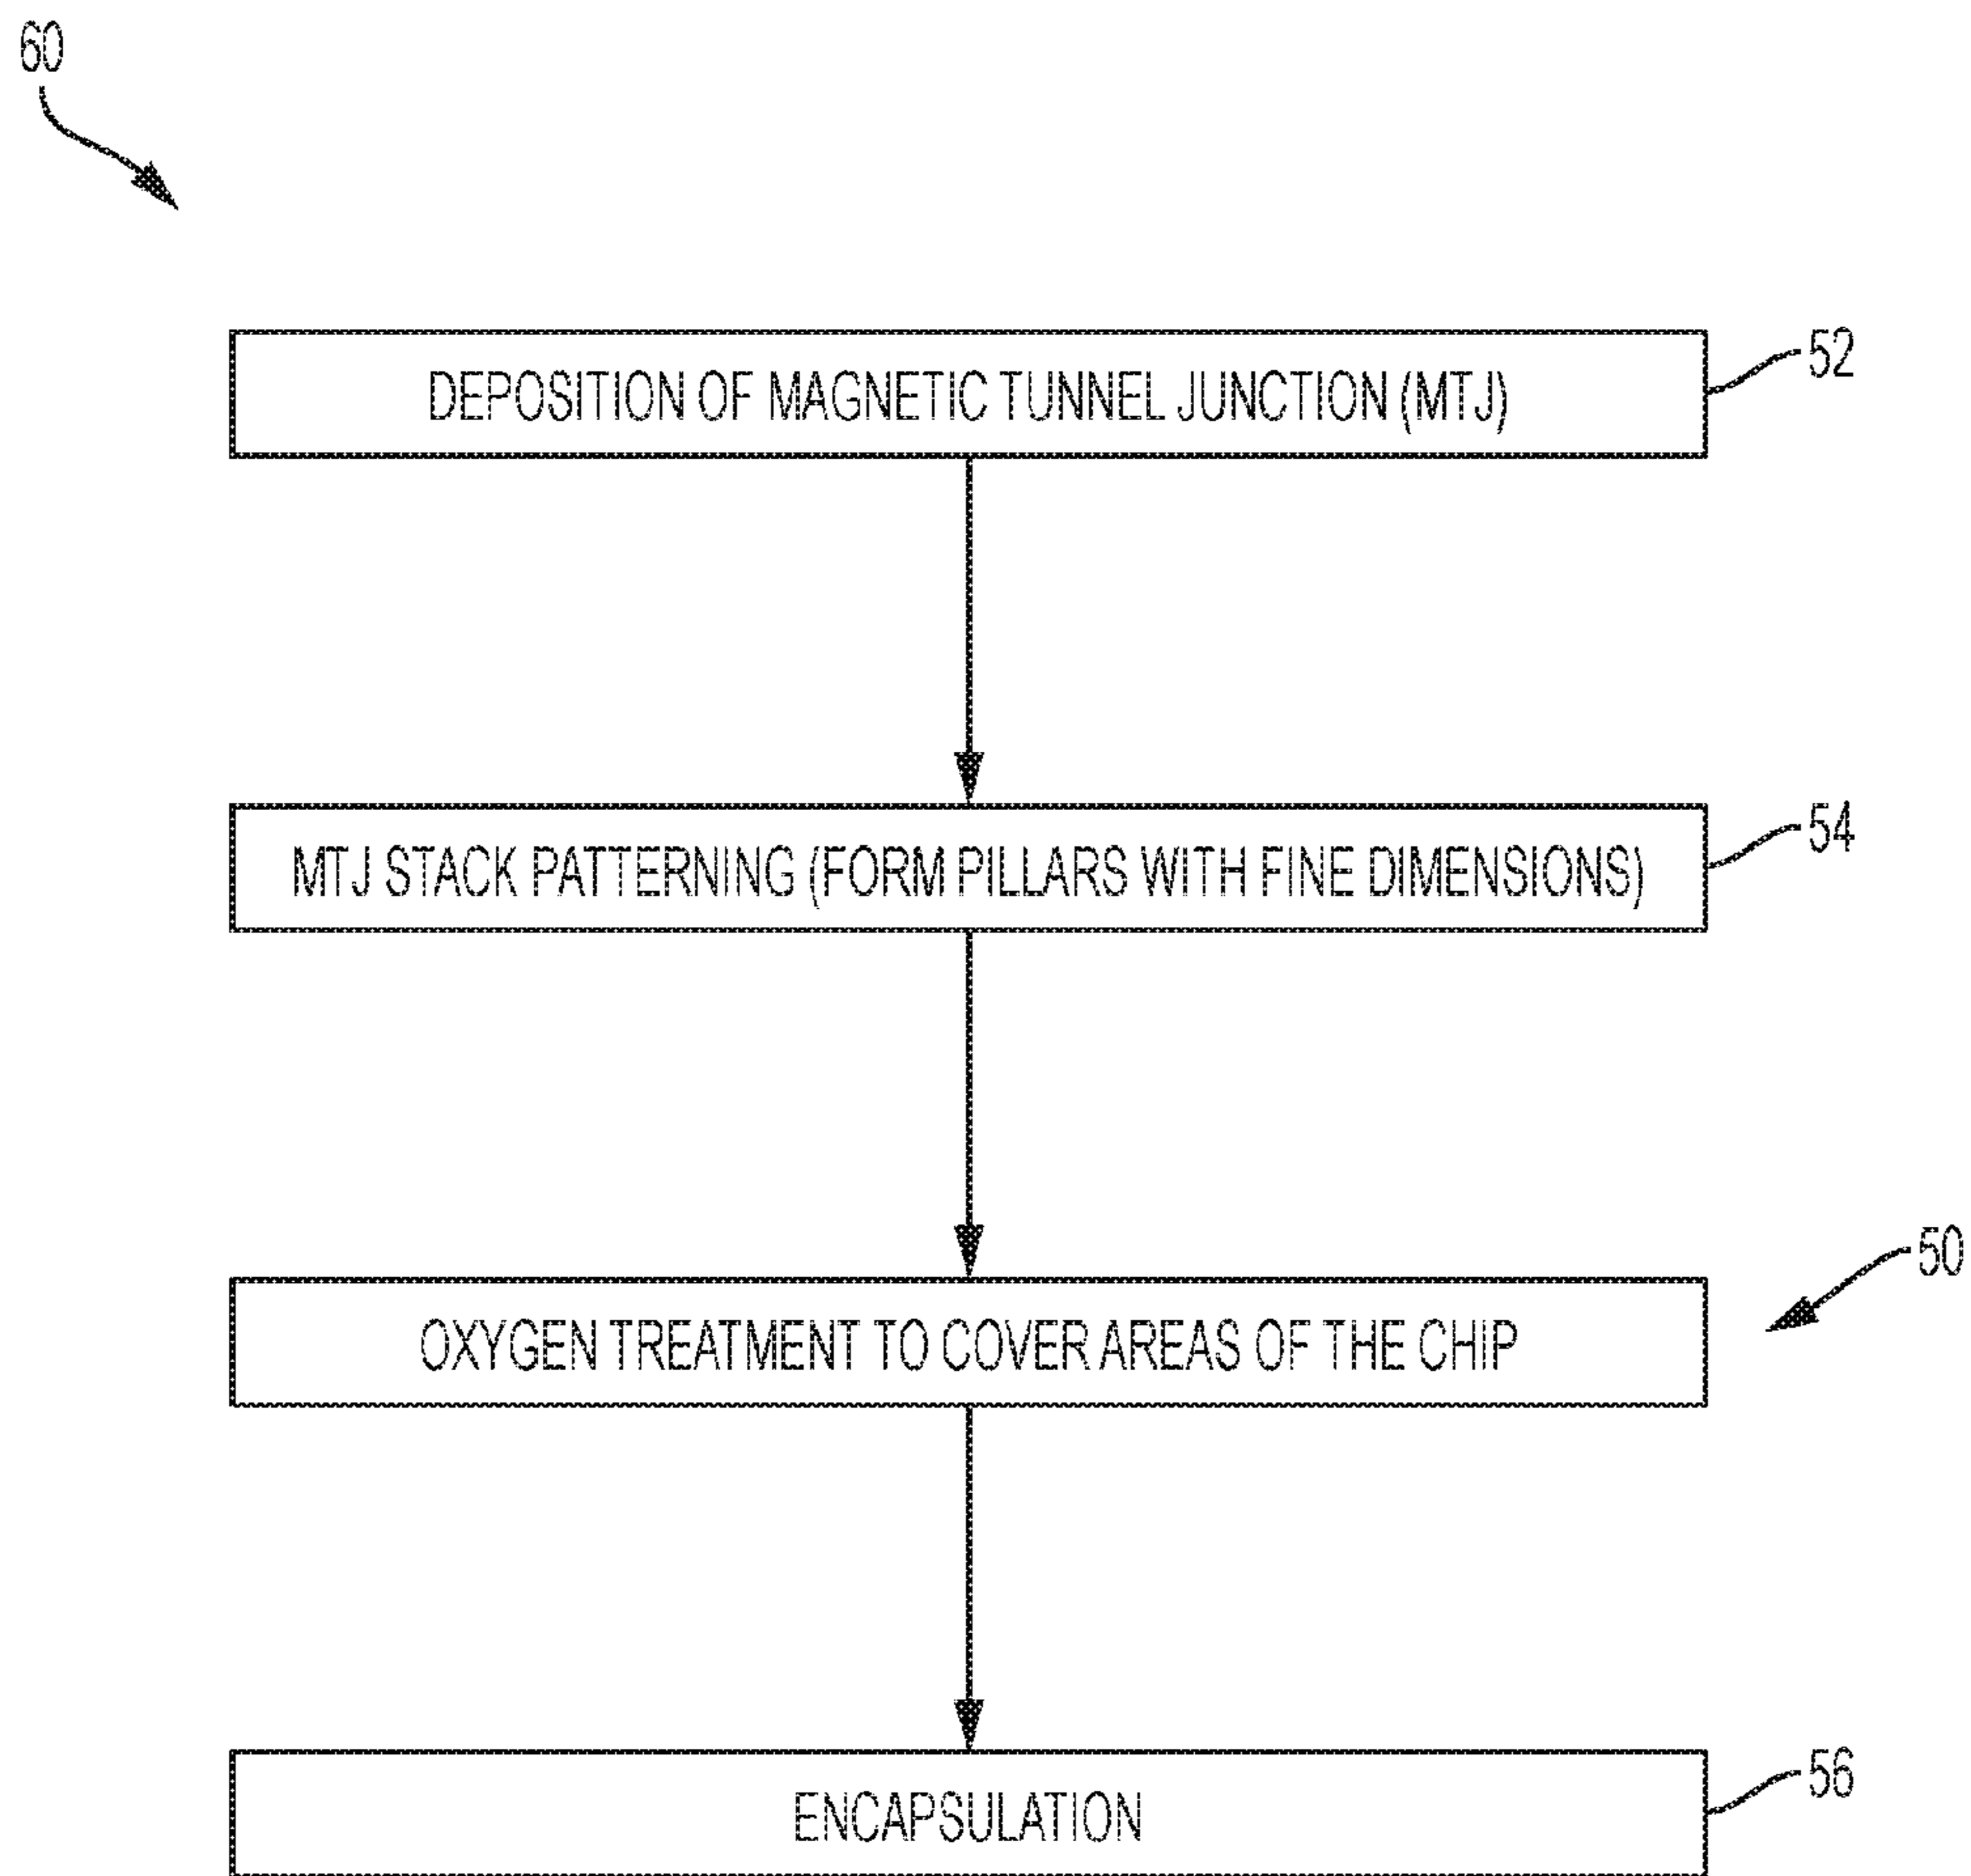 60
DEPOSITION OF MAGNETIC TUNNEL JUNCTION (MTJ)
52
MTJ STACK PATTERNING (FORM PILLARS WITH FINE DIMENSIONS)
54
50
OXYGEN TREATMENT TO COVER AREAS OF THE CHIP
ENCAPSULATION
56